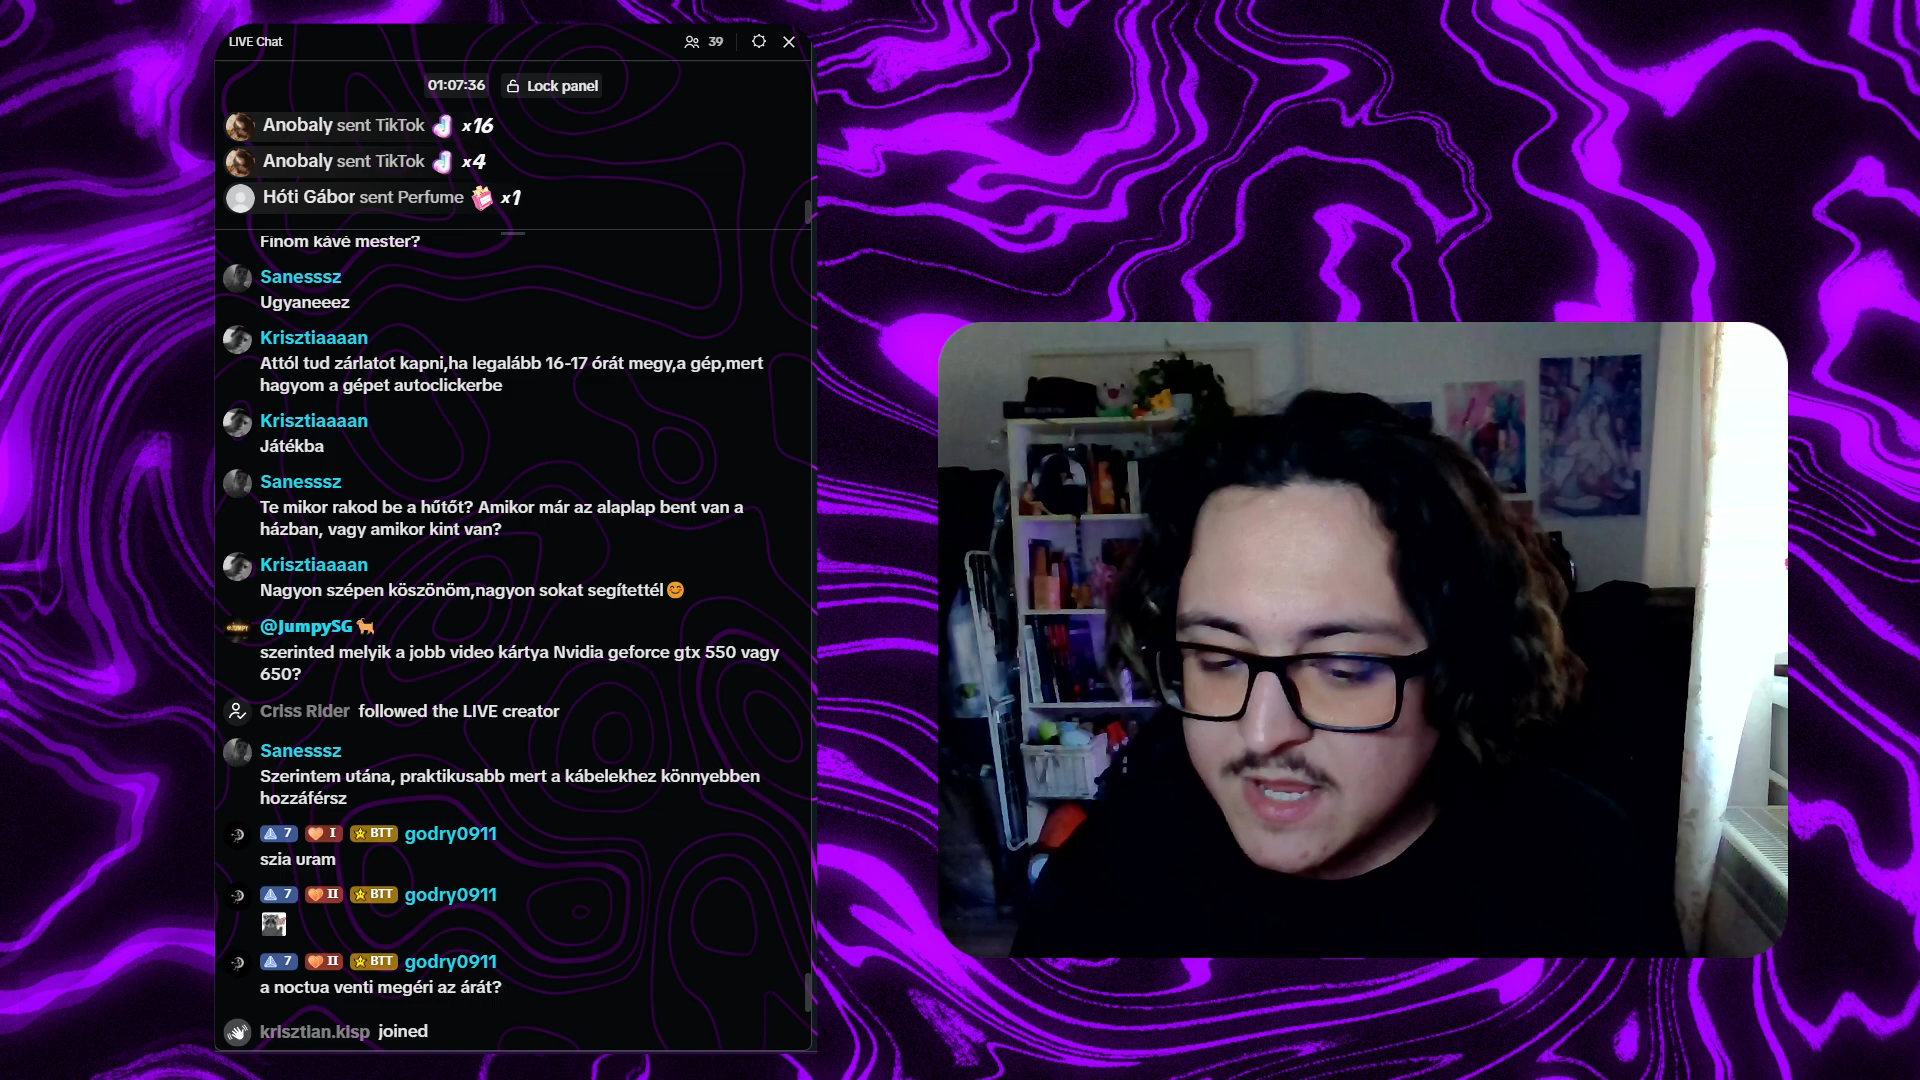 LIVE Chat
39
01:07:36
Lock panel
Anobaly sent TikTok x16
Anobaly sent TikTok x4
Hóti Gábor sent Perfume x1
Finom kávé mester?
Sanesssz
Ugyaneeez
Krisztiaaaan
Attól tud zárlatot kapni,ha legalább 16-17 órát megy,a gép,mert
hagyom a gépet autoclickerbe
Krisztiaaaan
Játékba
Sanesssz
Te mikor rakod be a hűtőt? Amikor már az alaplap bent van a
házban, vagy amikor kint van?
Krisztiaaaan
Nagyon szépen köszönöm,nagyon sokat segítettél😊
@JumpySG🐕
szerinted melyik a jobb video kártya Nvidia geforce gtx 550 vagy
650?
Criss Rider followed the LIVE creator
Sanesssz
Szerintem utána, praktikusabb mert a kábelekhez könnyebben
hozzáférsz
7 I BTT godry0911
szia uram
7 II BTT godry0911
7 II BTT godry0911
a noctua venti megéri az árát?
krisztian.kisp joined